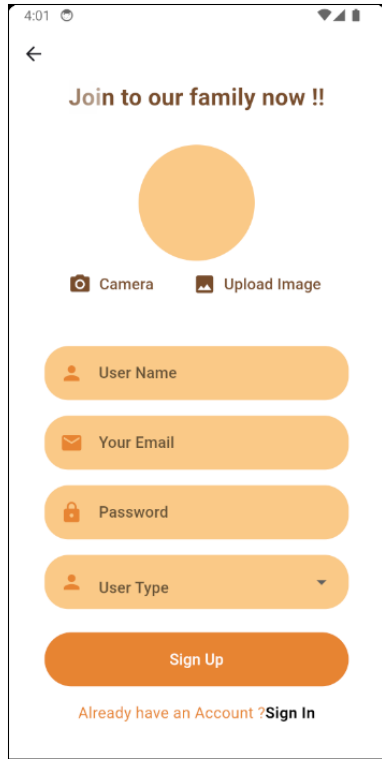 4:01
Join to our family now !!
Camera Upload Image
User Name
Your Email
Password
User Type
Sign Up
Already have an Account ?Sign In